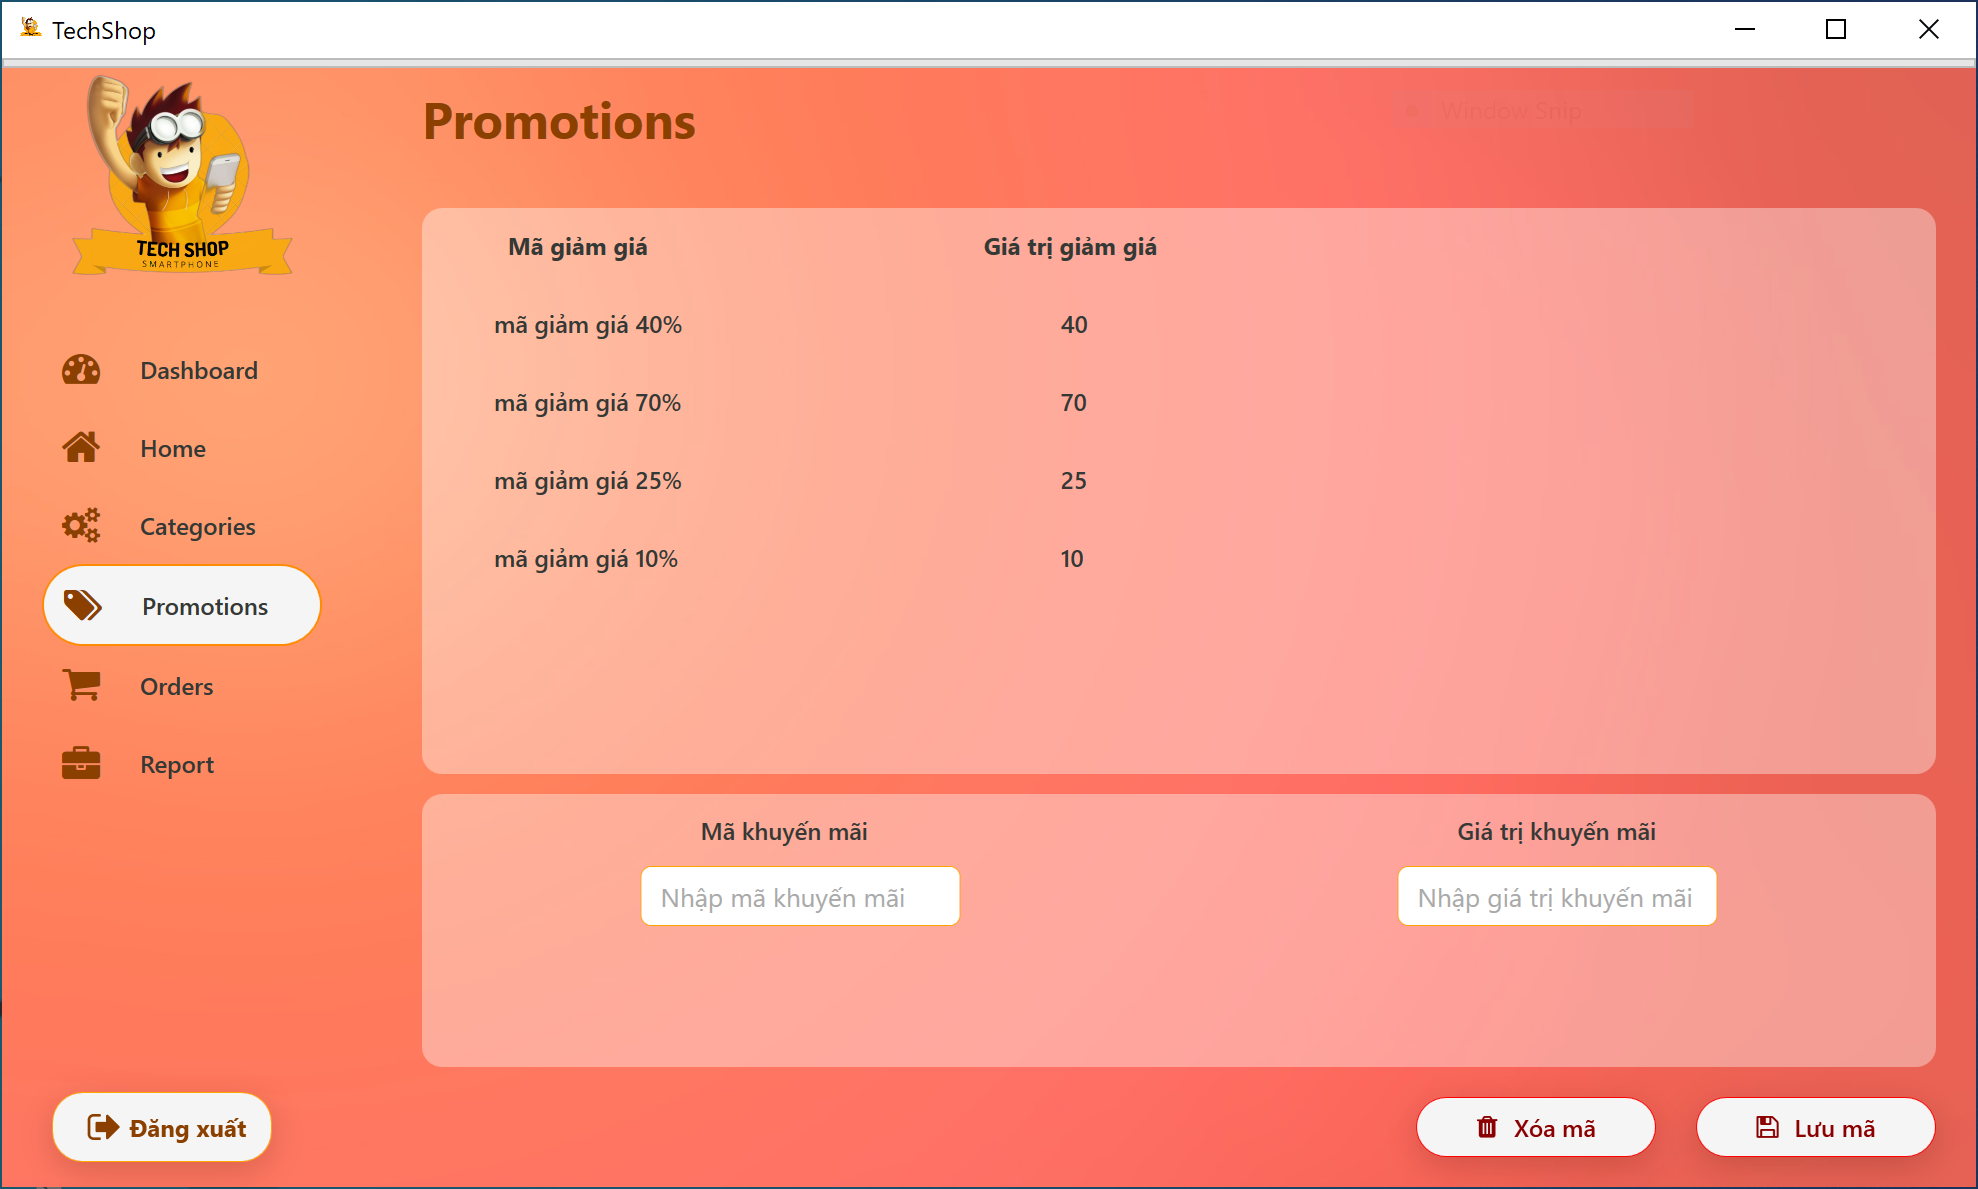 TechShop
TECH SHOP
SMARTPHONE
Promotions
Window Snip
Dashboard
Home
Categories
Promotions
Orders
Report
Đăng xuất
Mã giảm giá Giá trị giảm giá
mã giảm giá 40% 40
mã giảm giá 70% 70
mã giảm giá 25% 25
mã giảm giá 10% 10
Mã khuyến mãi Giá trị khuyến mãi
Nhập mã khuyến mãi Nhập giá trị khuyến mãi
Xóa mã Lưu mã